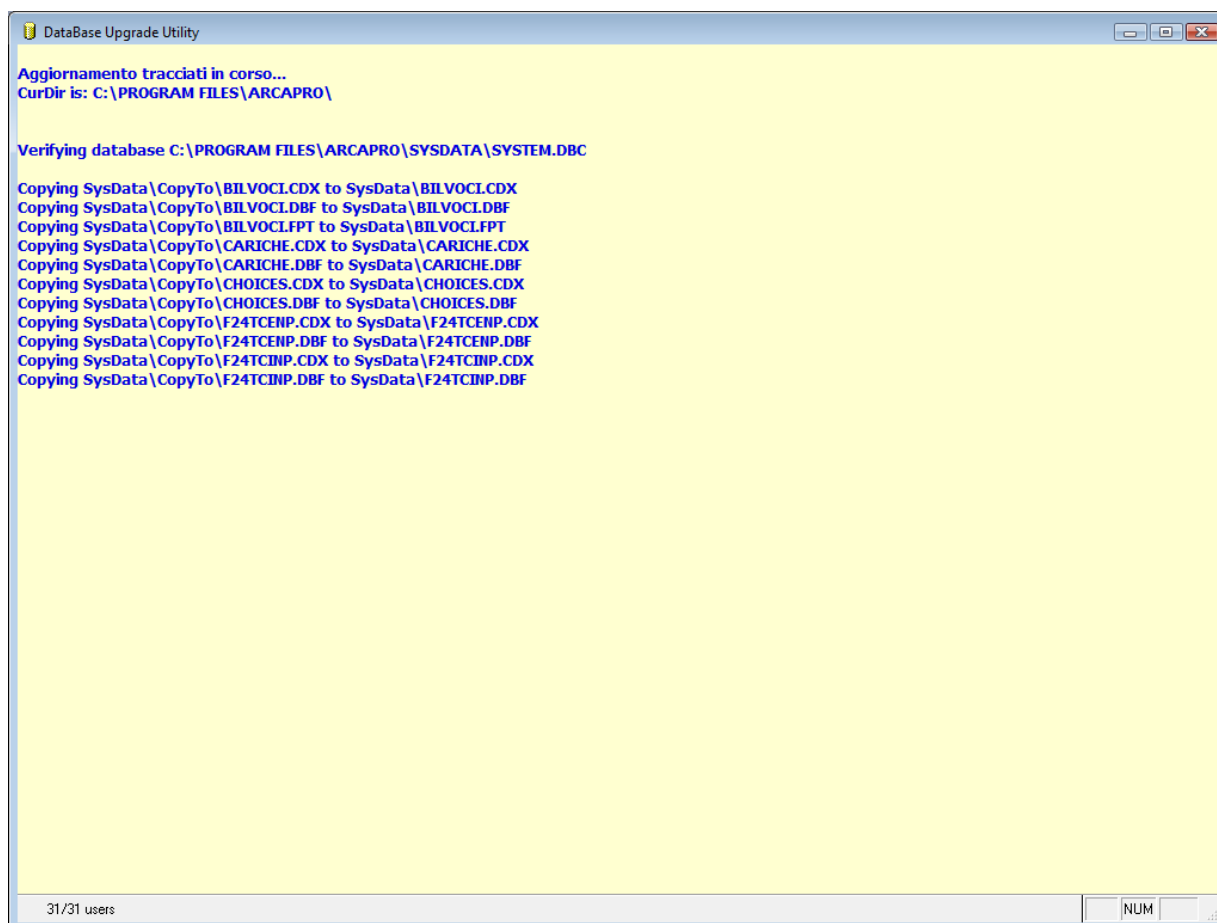 DataBase Upgrade Utility
Aggiornamento tracciati in corso...
CurDir is: C:\PROGRAM FILES\ARCAPRO\
Verifying database C:\PROGRAM FILES\ARCAPRO\SYSDATA\SYSTEM.DBC
Copying SysData\CopyTo\BILVOCI.CDX to SysData\BILVOCI.CDX
Copying SysData\CopyTo\BILVOCI.DBF to SysData\BILVOCI.DBF
Copying SysData\CopyTo\BILVOCI.FPT to SysData\BILVOCI.FPT
Copying SysData\CopyTo\CARICHE.CDX to SysData\CARICHE.CDX
Copying SysData\CopyTo\CARICHE.DBF to SysData\CARICHE.DBF
Copying SysData\CopyTo\CHOICES.CDX to SysData\CHOICES.CDX
Copying SysData\CopyTo\CHOICES.DBF to SysData\CHOICES.DBF
Copying SysData\CopyTo\F24TCENP.CDX to SysData\F24TCENP.CDX
Copying SysData\CopyTo\F24TCENP.DBF to SysData\F24TCENP.DBF
Copying SysData\CopyTo\F24TCINP.CDX to SysData\F24TCINP.CDX
Copying SysData\CopyTo\F24TCINP.DBF to SysData\F24TCINP.DBF
31/31 users NUM